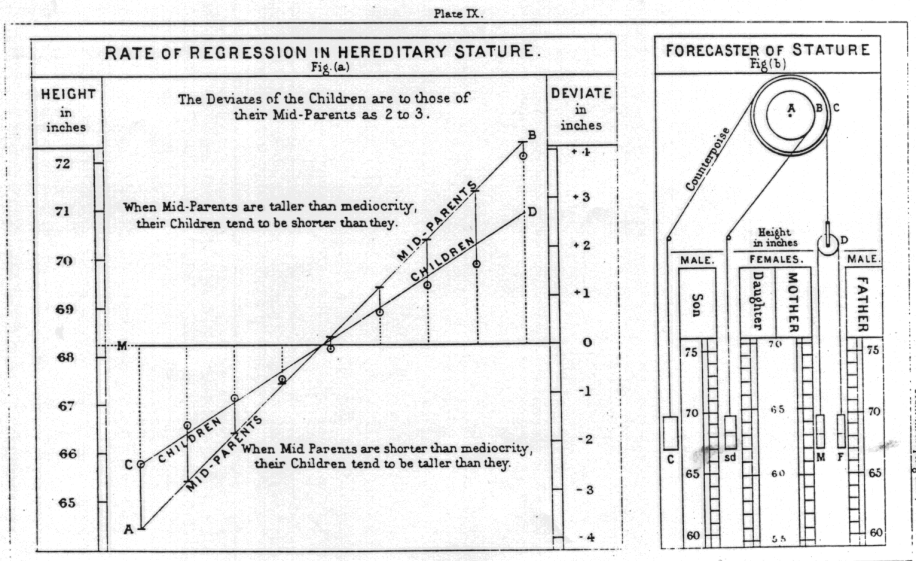 Plate IX.
RATE OF REGRESSION IN HEREDITARY STATURE.
Fig.(a)
HEIGHT
in
inches
The Deviates of the Children are to those of
their Mid-Parents as 2 to 3.
DEVIATE
in
inches
72
71
70
69
68
67
66
65
When Mid-Parents are taller than mediocrity,
their Children tend to be shorter than they.
MID-PARENTS
CHILDREN
B
D
M
CHILDREN
MID-PARENTS
C
A
When Mid Parents are shorter than mediocrity,
their Children tend to be taller than they.
+4
+3
+2
+1
0
-1
-2
-3
-4
FORECASTER OF STATURE
Fig(b)
A
B
C
Counterpoise
D
Height
in inches
MALE.
FEMALES.
MALE.
Son
Daughter
MOTHER
FATHER
75
70
65
60
70
65
60
55
75
70
65
60
C
sd
M
F